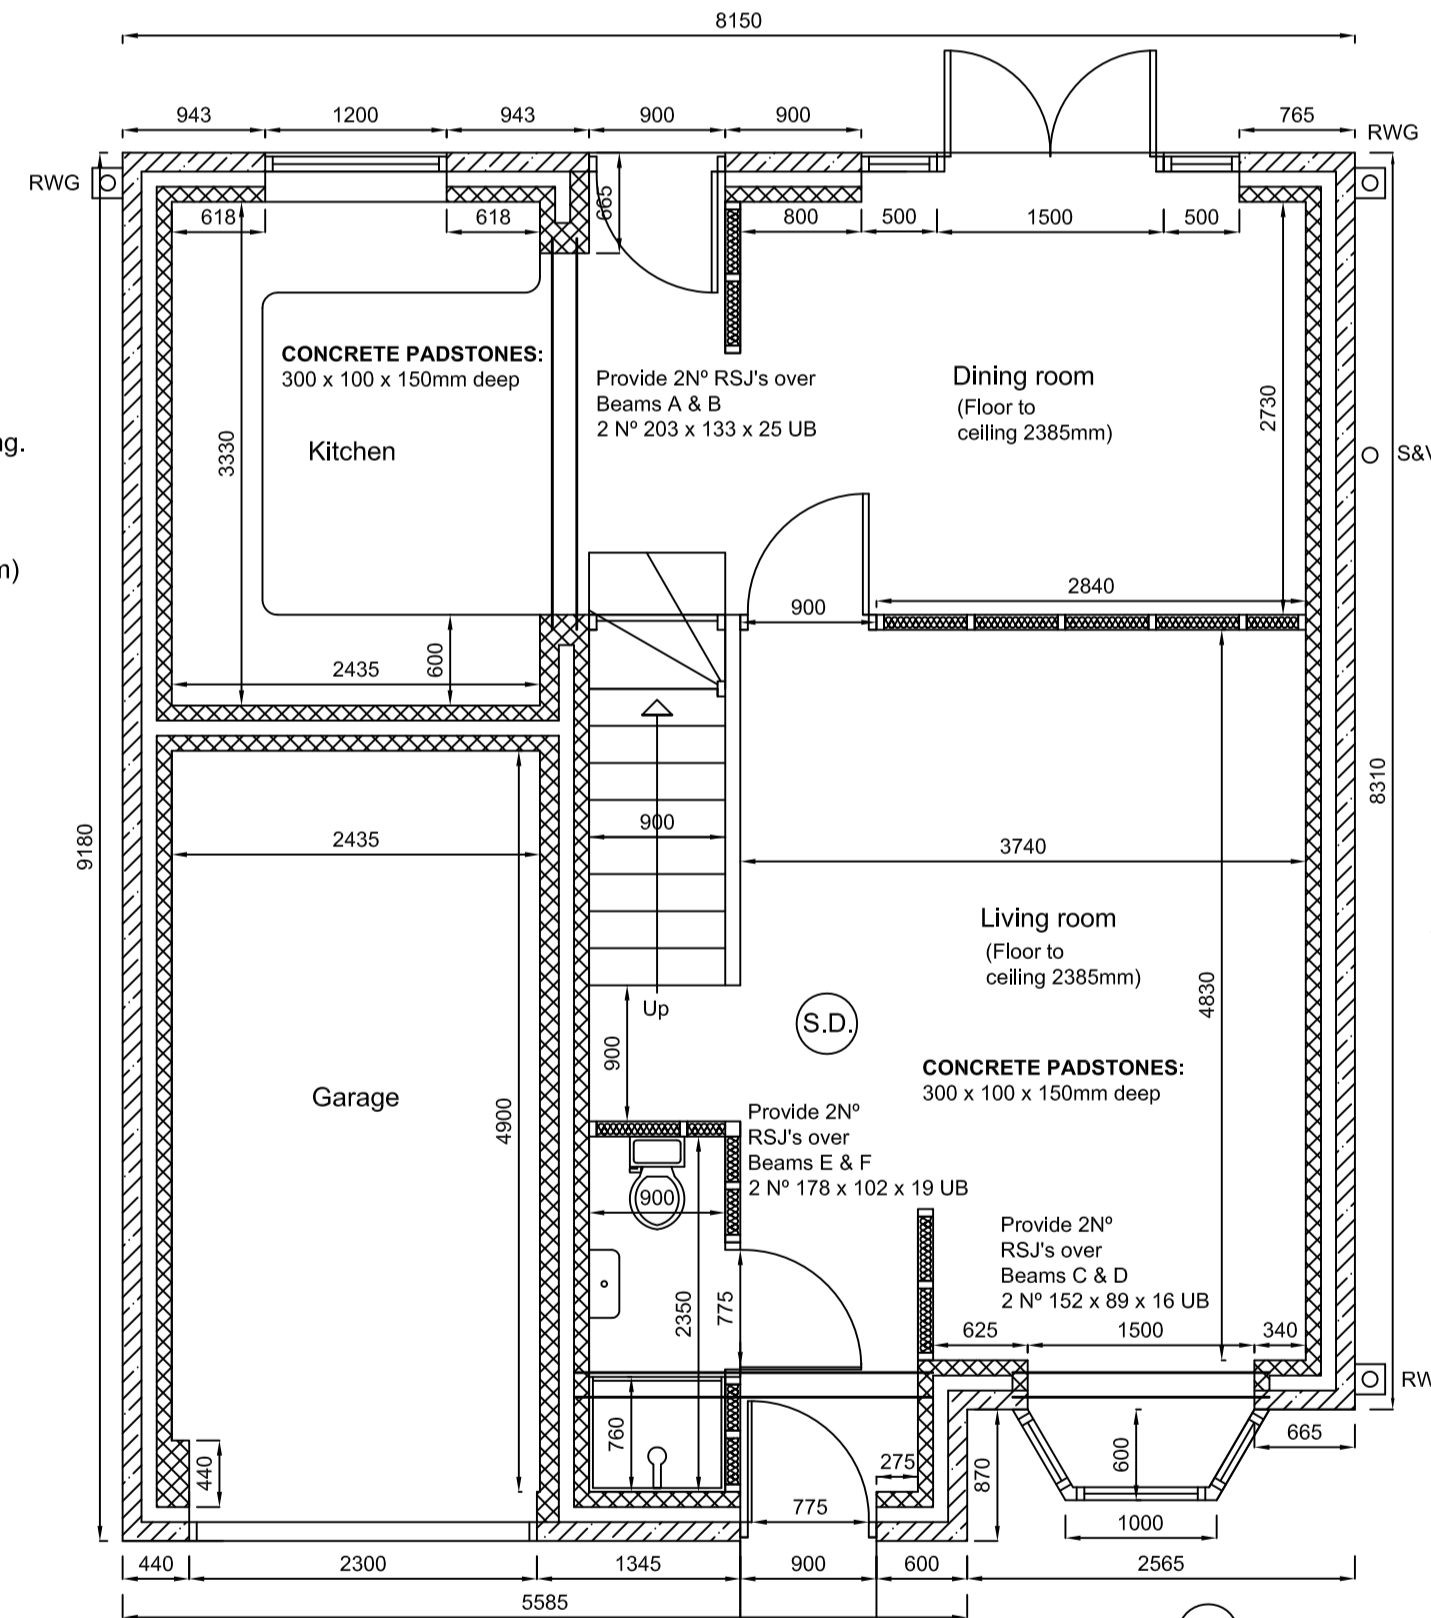 8150
943 1200 943 900 900 765
RWG
RWG
618 618 665 800 500 1500 500
CONCRETE PADSTONES:
300 x 100 x 150mm deep
Provide 2Nº RSJ's over
Beams A & B
2 Nº 203 x 133 x 25 UB
Dining room
(Floor to
ceiling 2385mm)
2730
3330
Kitchen
S&V
2840
900
2435
600
9180
8310
2435
900
3740
Living room
(Floor to
ceiling 2385mm)
4830
Up
S.D.
900
Garage
4900
CONCRETE PADSTONES:
300 x 100 x 150mm deep
Provide 2Nº
RSJ's over
Beams E & F
2 Nº 178 x 102 x 19 UB
900
Provide 2Nº
RSJ's over
Beams C & D
2 Nº 152 x 89 x 16 UB
2350
775
625 1500 340
RW
760
440
275
870
600
665
775
1000
440 2300 1345 900 600 2565
5585